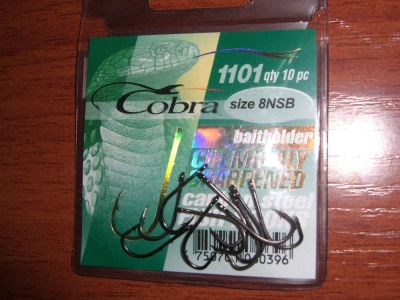 1101 qty 10 pc
Cobra size 8NSB
baitholder
CHEMICALLY
SHARPENED